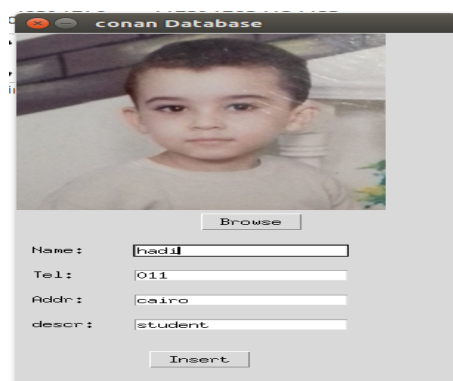 conan Database
Browse
Name: hadi
Tel: 011
Addr: cairo
descr: student
Insert